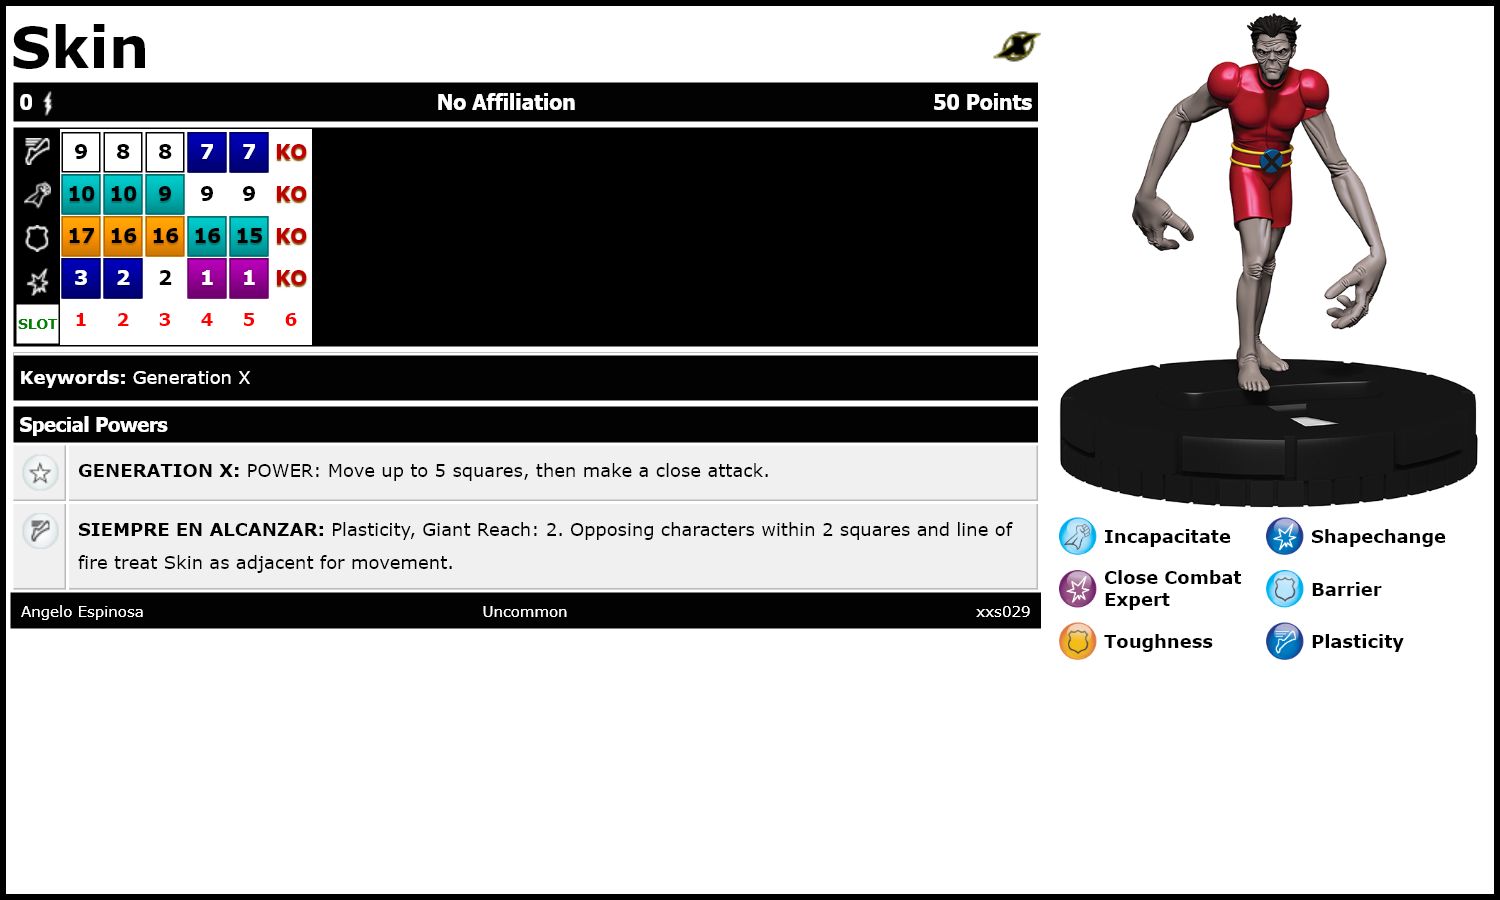 Skin
0 No Affiliation 50 Points
9 8 8 7 7 KO
10 10 9 9 9 KO
17 16 16 16 15 KO
3 2 2 1 1 KO
SLOT 1 2 3 4 5 6
Keywords: Generation X
Special Powers
GENERATION X: POWER: Move up to 5 squares, then make a close attack.
SIEMPRE EN ALCANZAR: Plasticity, Giant Reach: 2. Opposing characters within 2 squares and line of
fire treat Skin as adjacent for movement.
Angelo Espinosa Uncommon xxs029
Incapacitate Shapechange
Close Combat
Expert
Barrier
Toughness Plasticity